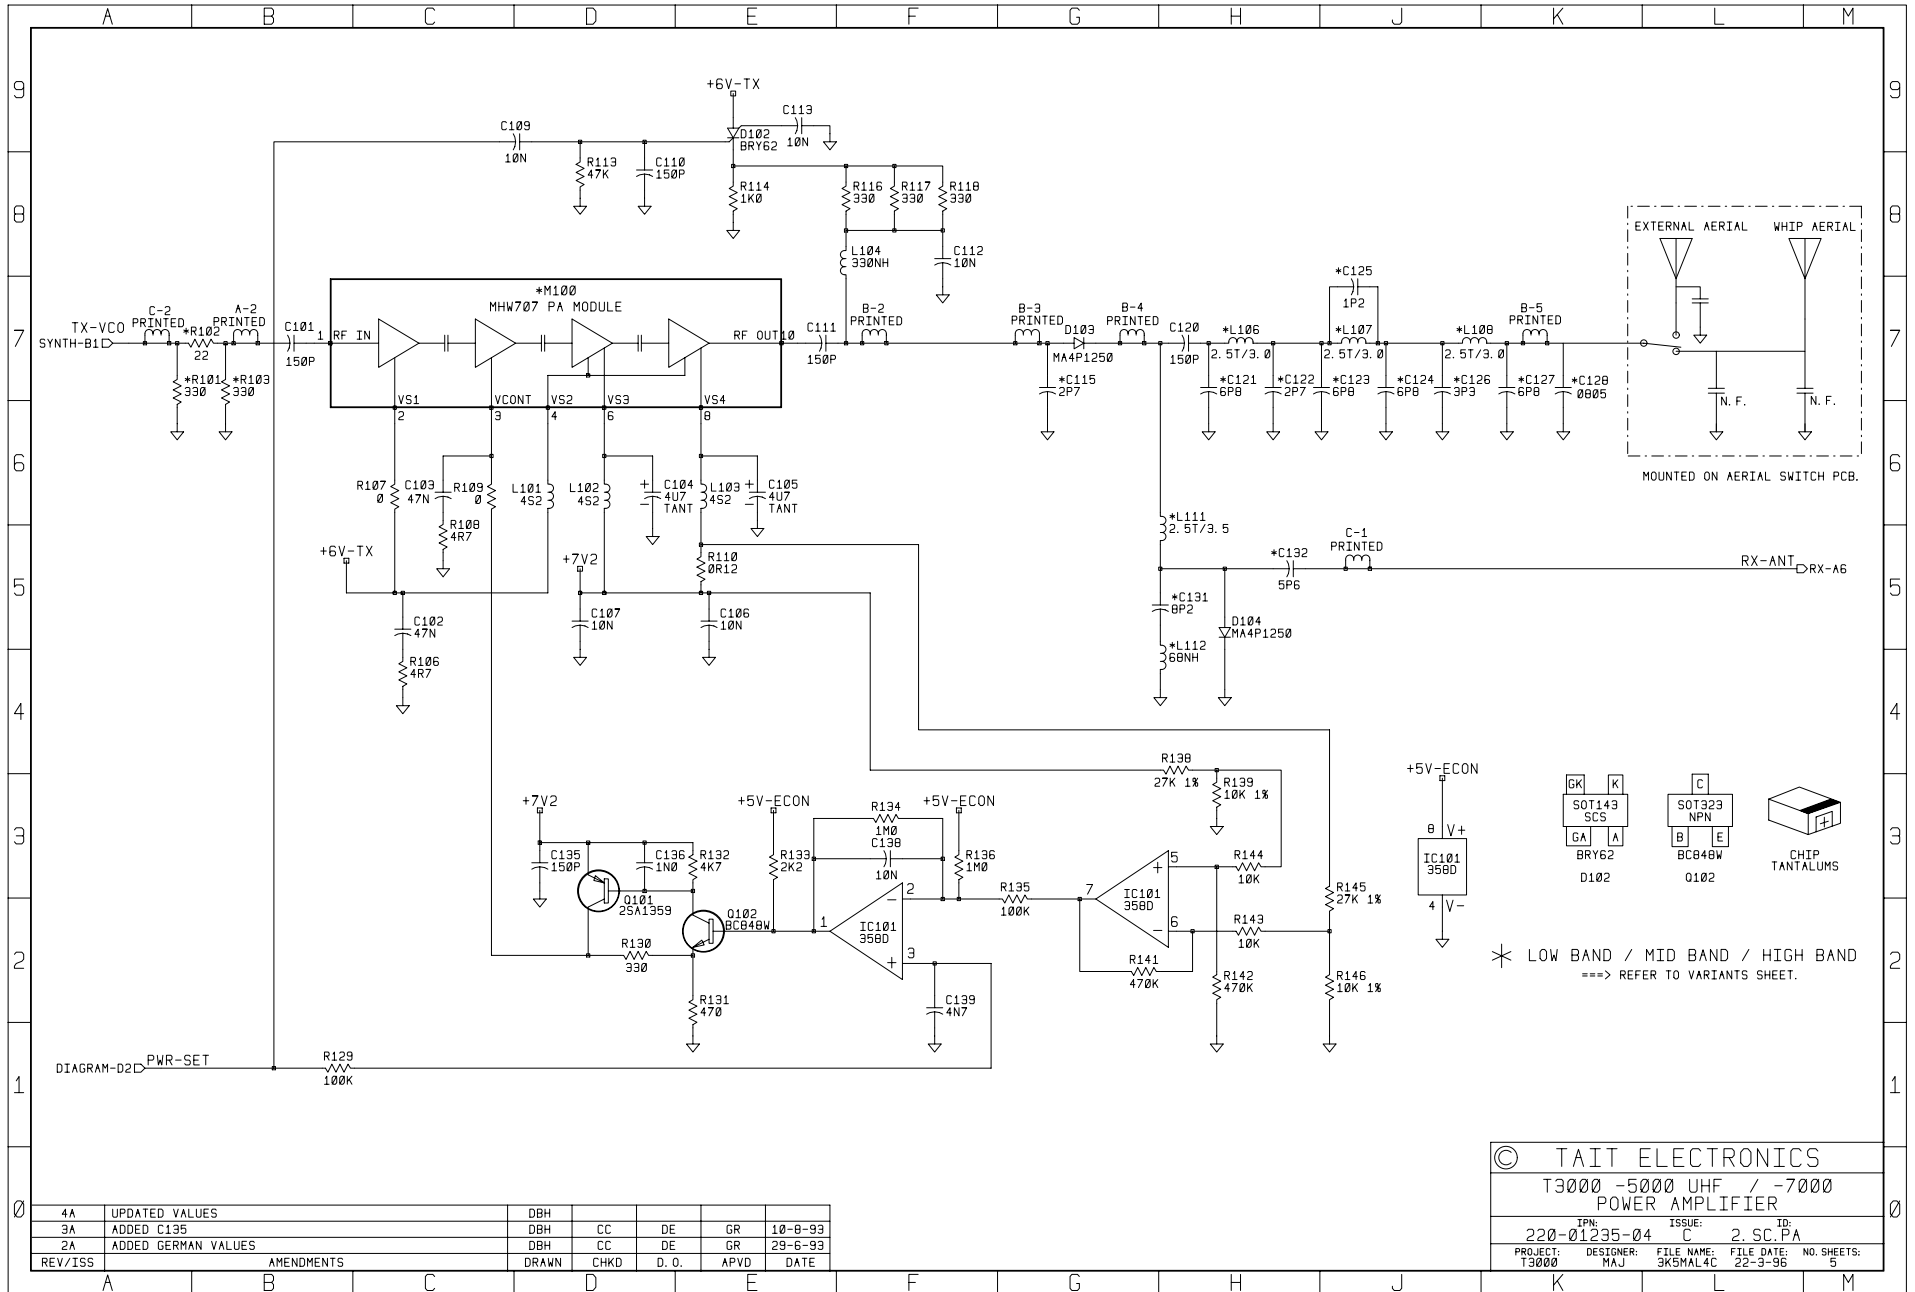 A B C D E F G H J K L M
9 9
8 8
7 7
6 6
5 5
4 4
3 3
2 2
1 1
0 0
+6V-TX
C113
10N
D102
BRY62
C109
10N
R113
47K
C110
150P
R114
1K0
R116
330
R117
330
R118
330
L104
330NH
C112
10N
EXTERNAL AERIAL WHIP AERIAL
N.F.
N.F.
MOUNTED ON AERIAL SWITCH PCB.
*M100
MHW707 PA MODULE
TX-VCO
SYNTH-B1
C-2
PRINTED
*R102
22
A-2
PRINTED
C101
150P
1
RF IN
RF OUT
10
*R101
330
*R103
330
VS1
2
VCONT
3
VS2
4
VS3
6
VS4
8
C111
150P
B-2
PRINTED
B-3
PRINTED
D103
MA4P1250
B-4
PRINTED
C120
150P
*L106
2.5T/3.0
*C125
1P2
*L107
2.5T/3.0
*L108
2.5T/3.0
B-5
PRINTED
*C115
2P7
*C121
6P8
*C122
2P7
*C123
6P8
*C124
6P8
*C126
3P3
*C127
6P8
*C128
0805
R107
0
C103
47N
R109
0
L101
4S2
L102
4S2
C104
4U7
TANT
+
−
L103
4S2
C105
4U7
TANT
+
−
R108
4R7
+6V-TX
+7V2
R110
0R12
C102
47N
R106
4R7
C107
10N
C106
10N
*L111
2.5T/3.5
*C132
5P6
C-1
PRINTED
RX-ANT
RX-A6
*C131
8P2
D104
MA4P1250
*L112
68NH
R138
27K 1%
R139
10K 1%
+7V2
C135
150P
C136
1N0
R132
4K7
Q101
2SA1359
R130
330
Q102
BC848W
R131
470
+5V-ECON
R133
2K2
R134
1M0
C138
10N
+5V-ECON
R136
1M0
R135
100K
1
2
−
IC101
358D
3
+
C139
4N7
7
5
+
IC101
358D
6
−
R144
10K
R143
10K
R141
470K
R142
470K
R145
27K 1%
R146
10K 1%
+5V-ECON
8 V+
IC101
358D
4 V-
GK K
SOT143
SCS
GA A
BRY62
D102
C
SOT323
NPN
B E
BC848W
Q102
+
CHIP
TANTALUMS
* LOW BAND / MID BAND / HIGH BAND
===> REFER TO VARIANTS SHEET.
DIAGRAM-D2
PWR-SET
R129
100K
© TAIT ELECTRONICS
T3000 -5000 UHF / -7000
POWER AMPLIFIER
IPN: ISSUE: ID:
220-01235-04 C 2.SC.PA
PROJECT: DESIGNER: FILE NAME: FILE DATE: NO. SHEETS:
T3000 MAJ 3K5MAL4C 22-3-96 5
4A UPDATED VALUES DBH
3A ADDED C135 DBH CC DE GR 10-8-93
2A ADDED GERMAN VALUES DBH CC DE GR 29-6-93
REV/ISS AMENDMENTS DRAWN CHKD D.O. APVD DATE
A B C D E F G H J K L M